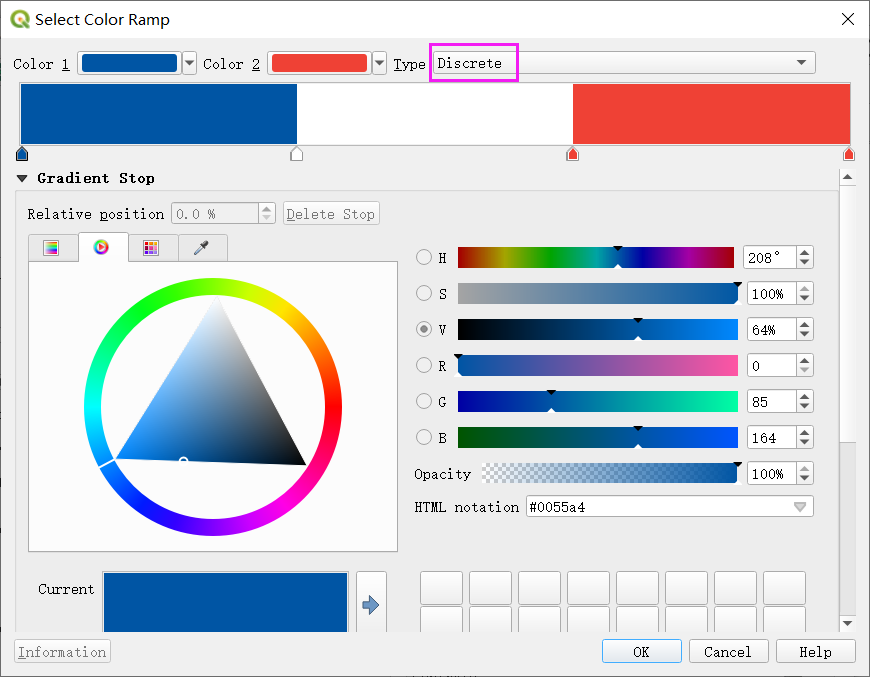 Select Color Ramp
Color 1 Color 2 Type Discrete
Gradient Stop
Relative position 0.0 % Delete Stop
H 208°
S 100%
V 64%
R 0
G 85
B 164
Opacity 100%
HTML notation #0055a4
Current
Information OK Cancel Help